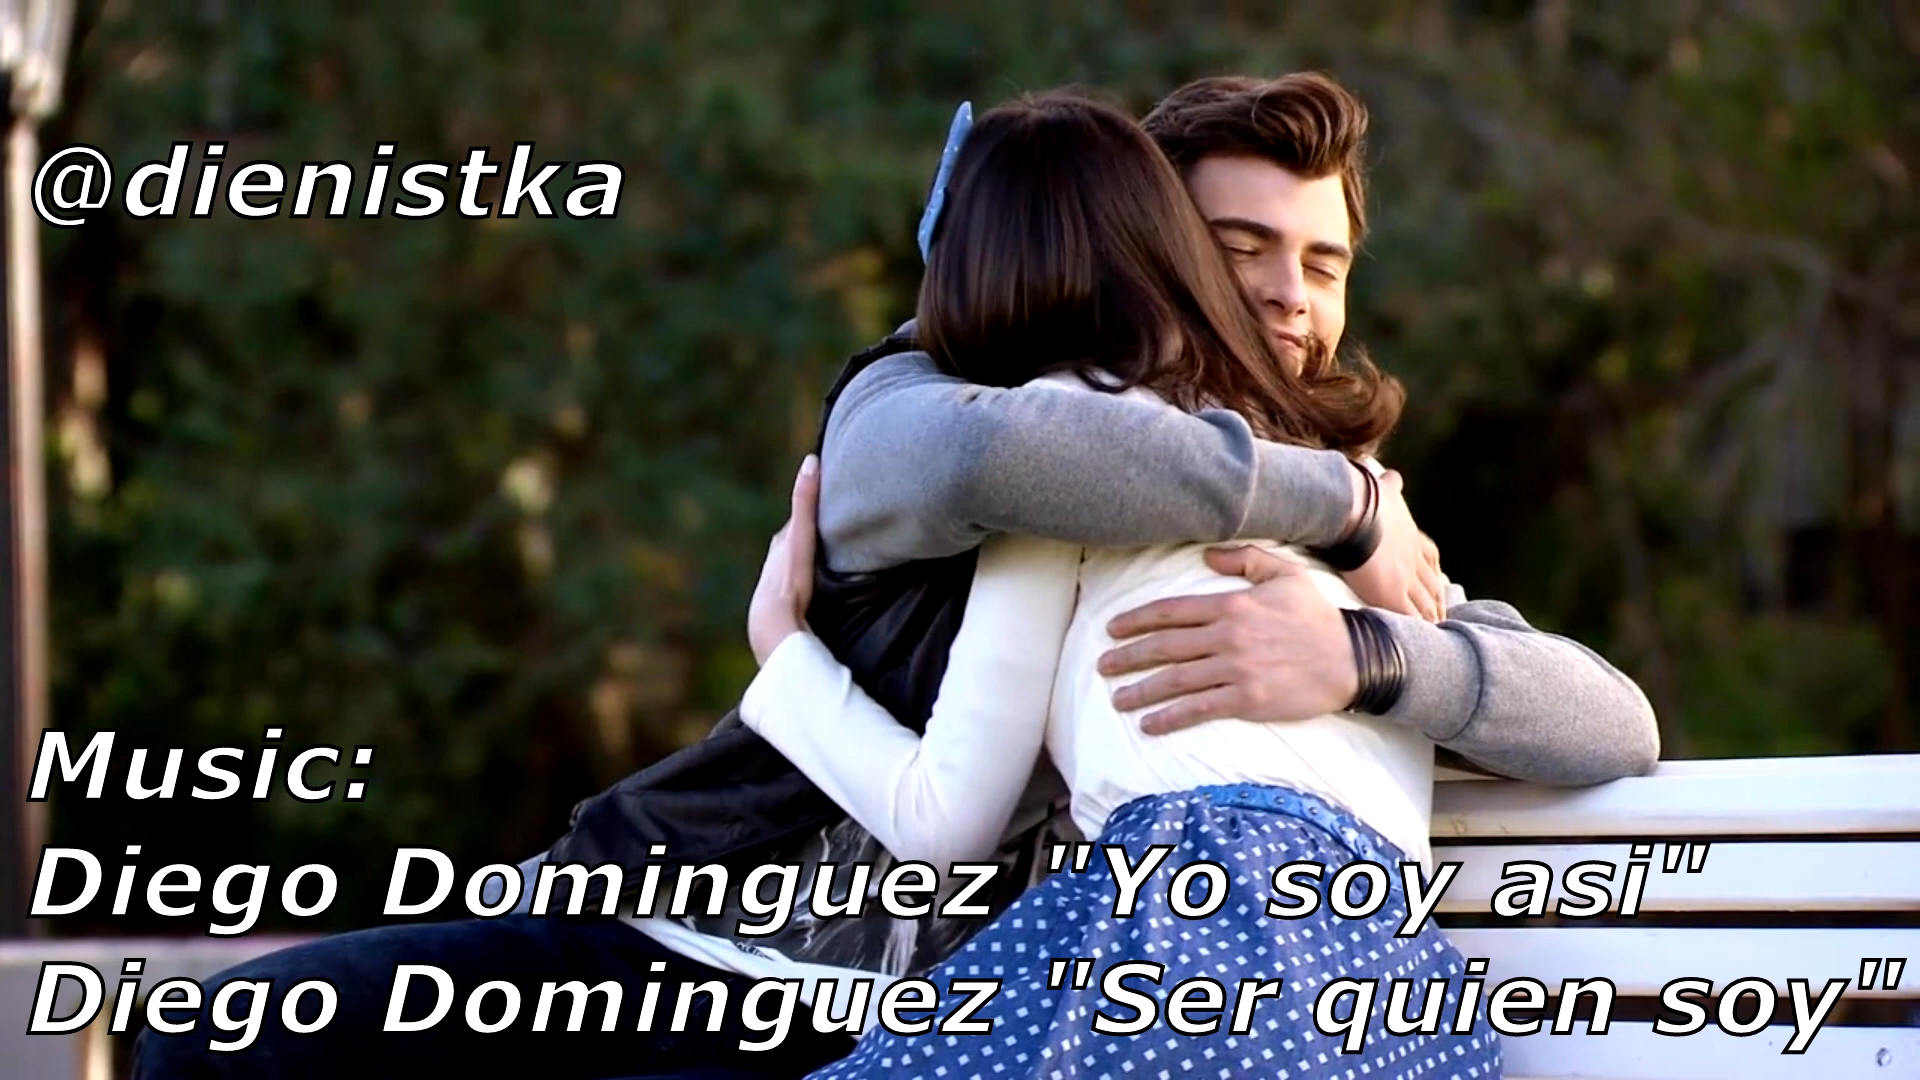 @dienistka
Music:
Diego Dominguez "Yo soy asi"
Diego Dominguez "Ser quien soy"